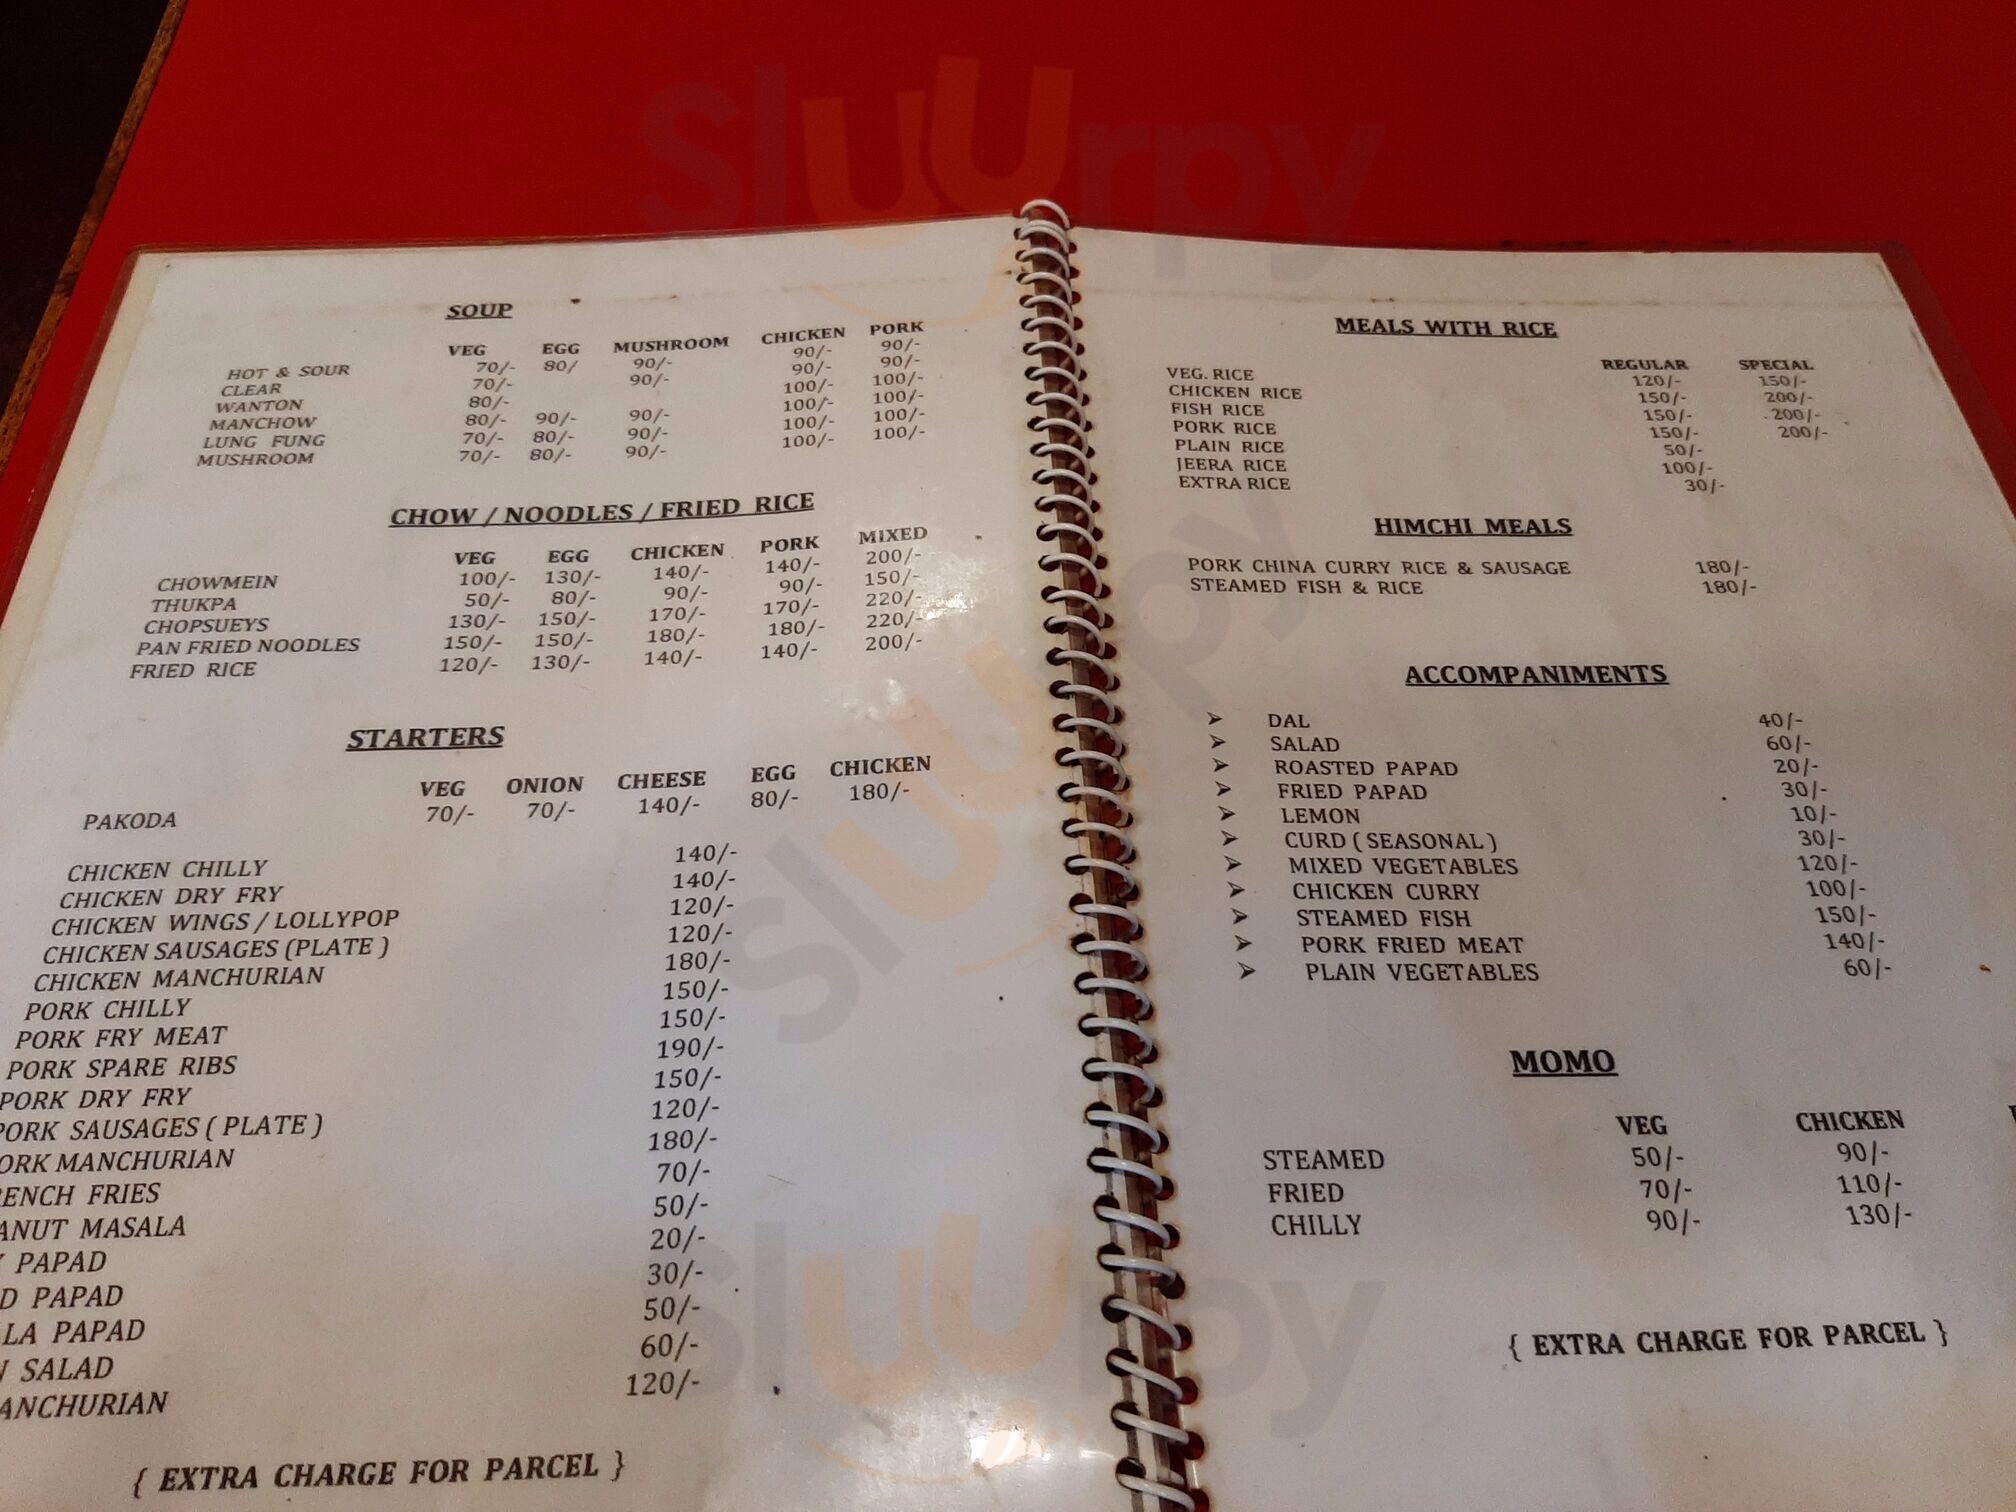 SOUP
VEG EGG MUSHROOM CHICKEN PORK
HOT & SOUR 70/- 80/ 90/- 90/- 90/-
CLEAR 70/- 90/- 90/- 90/-
WANTON 80/- 100/- 100/-
MANCHOW 80/- 90/- 90/- 100/- 100/-
LUNG FUNG 70/- 80/- 90/- 100/- 100/-
MUSHROOM 70/- 80/- 90/- 100/- 100/-
CHOW / NOODLES / FRIED RICE
VEG EGG CHICKEN PORK MIXED
CHOWMEIN 100/- 130/- 140/- 140/- 200/-
THUKPA 50/- 80/- 90/- 90/- 150/-
CHOPSUEYS 130/- 150/- 170/- 170/- 220/-
PAN FRIED NOODLES 150/- 150/- 180/- 180/- 220/-
FRIED RICE 120/- 130/- 140/- 140/- 200/-
STARTERS
VEG ONION CHEESE EGG CHICKEN
PAKODA 70/- 70/- 140/- 80/- 180/-
CHICKEN CHILLY 140/-
CHICKEN DRY FRY 140/-
CHICKEN WINGS / LOLLYPOP 120/-
CHICKEN SAUSAGES (PLATE ) 120/-
CHICKEN MANCHURIAN 180/-
PORK CHILLY 150/-
PORK FRY MEAT 150/-
PORK SPARE RIBS 190/-
PORK DRY FRY 150/-
PORK SAUSAGES ( PLATE ) 120/-
ORK MANCHURIAN 180/-
ENCH FRIES 70/-
ANUT MASALA 50/-
PAPAD 20/-
D PAPAD 30/-
LA PAPAD 50/-
SALAD 60/-
ANCHURIAN 120/-
{ EXTRA CHARGE FOR PARCEL }
MEALS WITH RICE
REGULAR SPECIAL
VEG. RICE 120/- 150/-
CHICKEN RICE 150/- 200/-
FISH RICE 150/- 200/-
PORK RICE 150/- 200/-
PLAIN RICE 50/-
JEERA RICE 100/-
EXTRA RICE 30/-
HIMCHI MEALS
PORK CHINA CURRY RICE & SAUSAGE 180/-
STEAMED FISH & RICE 180/-
ACCOMPANIMENTS
DAL 40/-
SALAD 60/-
ROASTED PAPAD 20/-
FRIED PAPAD 30/-
LEMON 10/-
CURD ( SEASONAL ) 30/-
MIXED VEGETABLES 120/-
CHICKEN CURRY 100/-
STEAMED FISH 150/-
PORK FRIED MEAT 140/-
PLAIN VEGETABLES 60/-
MOMO
VEG CHICKEN
STEAMED 50/- 90/-
FRIED 70/- 110/-
CHILLY 90/- 130/-
{ EXTRA CHARGE FOR PARCEL }
sluurpy
sluurpy
sluurpy